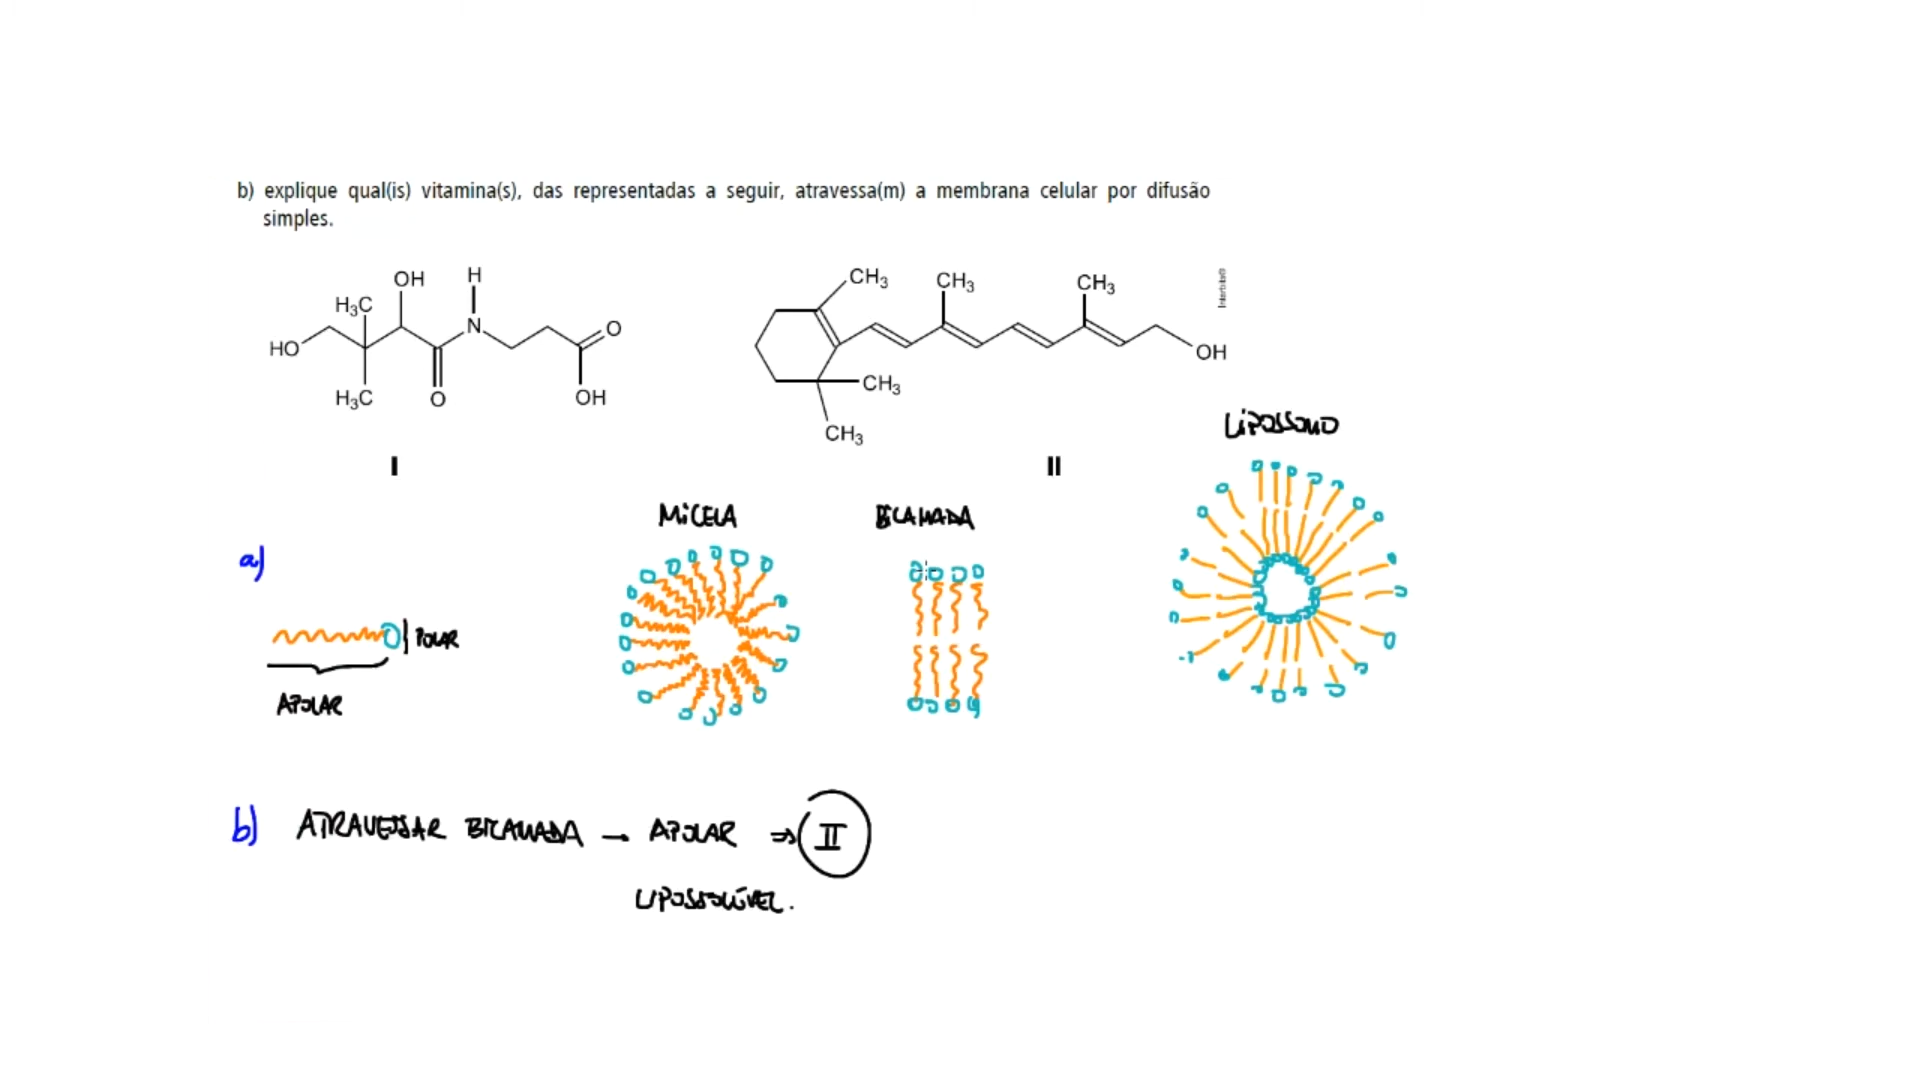 b) explique qual(is) vitamina(s), das representadas a seguir, atravessa(m) a membrana celular por difusão
simples.
OH
H
H₃C
HO
N
O
H₃C
O
OH
I
CH₃
CH₃
CH₃
OH
CH₃
CH₃
II
LIPOSSOMO
MICELA
BICAMADA
a)
POLAR
APOLAR
b) ATRAVESSAR BICAMADA → APOLAR ⇒ II
LIPOSSOLÚVEL.